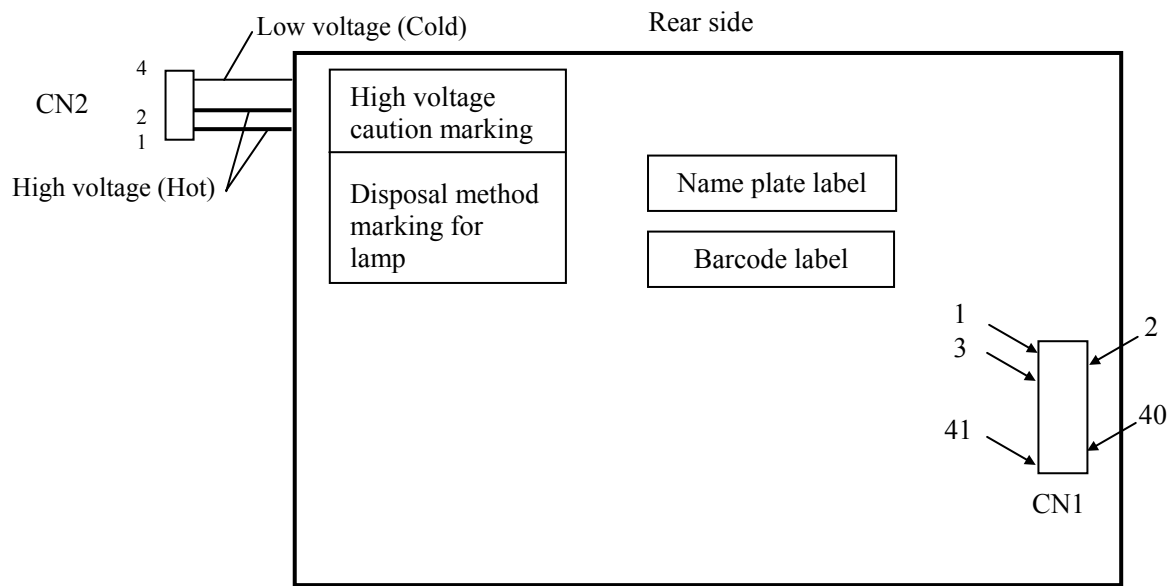 Low voltage (Cold)
Rear side
4
CN2
2
1
High voltage (Hot)
High voltage
caution marking
Disposal method
marking for
lamp
Name plate label
Barcode label
1
2
3
41
40
CN1